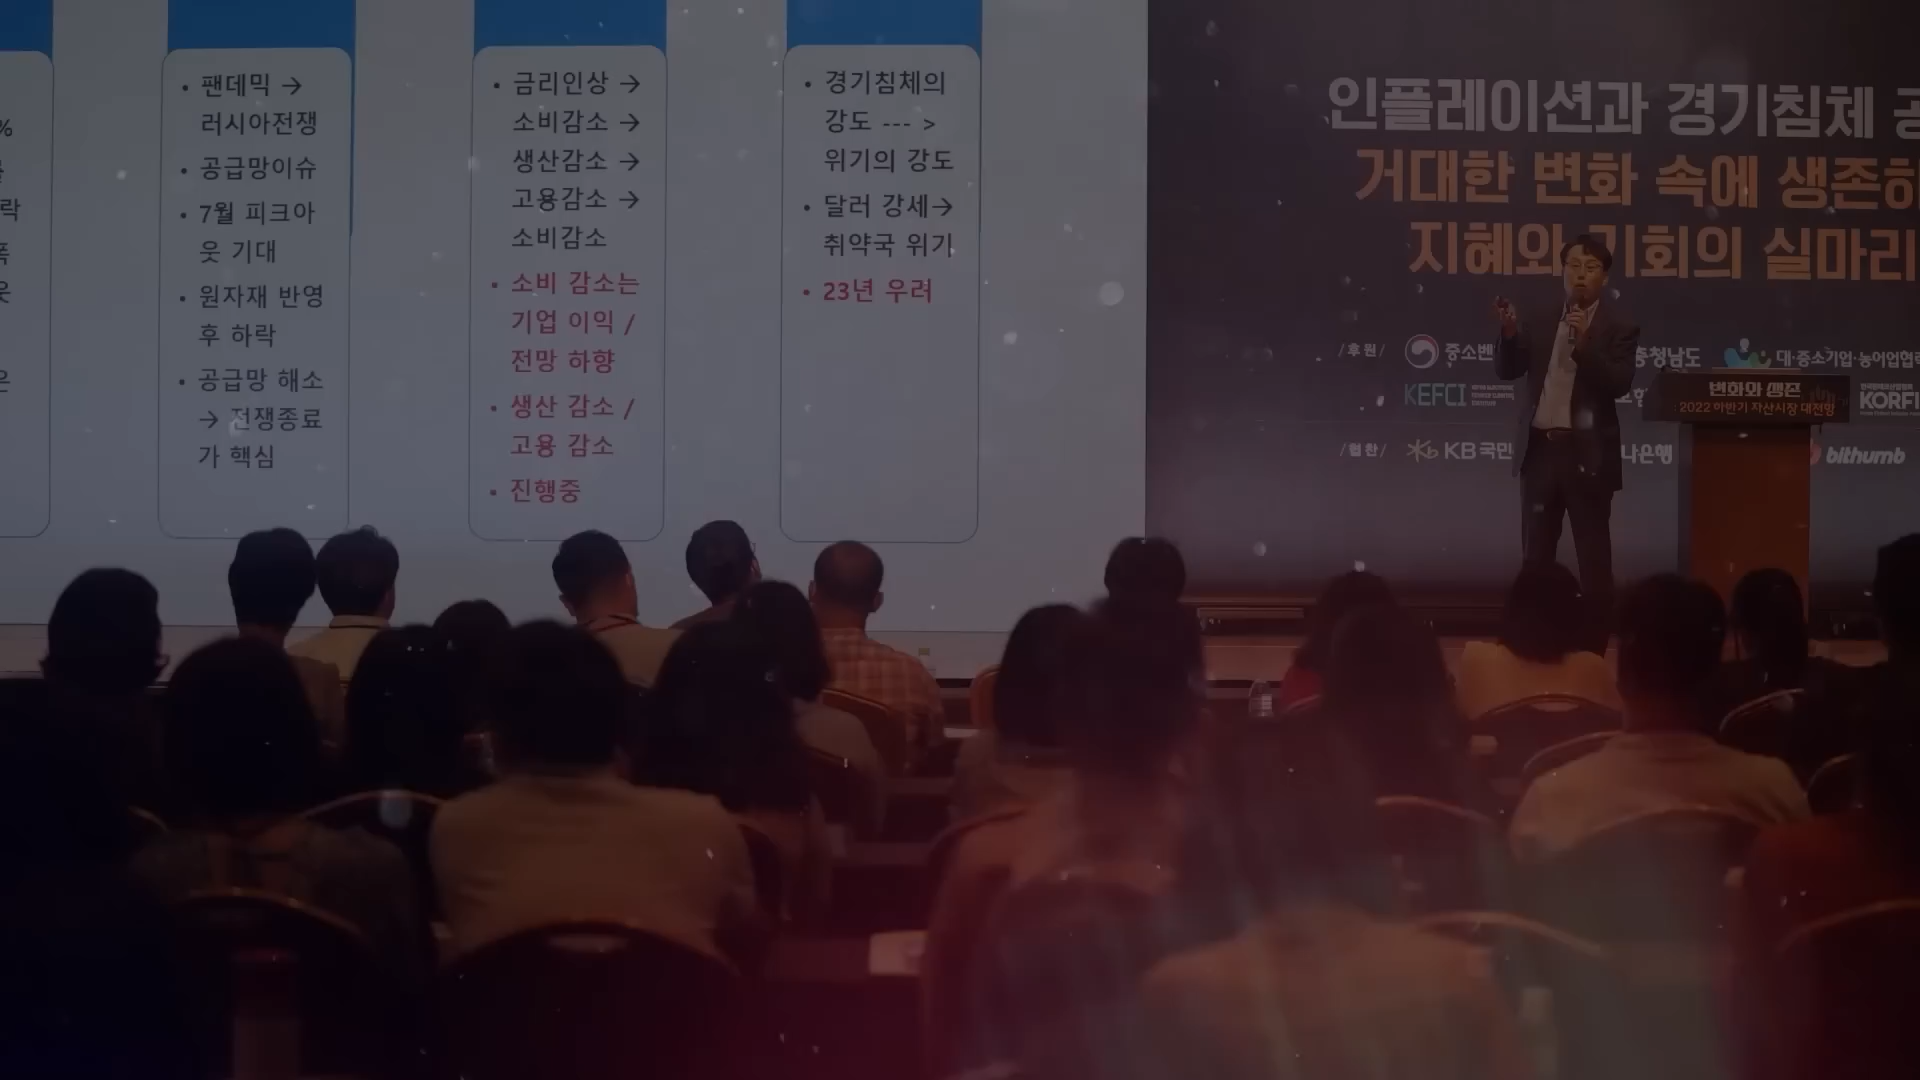 %
락
폭
은
• 팬데믹 →
러시아전쟁
• 공급망이슈
• 7월 피크아
웃 기대
• 원자재 반영
후 하락
• 공급망 해소
→ 전쟁종료
가 핵심
• 금리인상 →
소비감소 →
생산감소 →
고용감소 →
소비감소
• 소비 감소는
기업 이익 /
전망 하향
• 생산 감소 /
고용 감소
• 진행중
• 경기침체의
강도 --- >
위기의 강도
• 달러 강세→
취약국 위기
• 23년 우려
인플레이션과 경기침체 공
거대한 변화 속에 생존하
지혜와 기회의 실마리
/후원/ 중소벤 충청남도 대·중소기업·농어업협력
KEFCI KORFI
/협찬/ KB국민 나은행 bithumb
변화와 생존
2022 하반기 자산시장 대전망